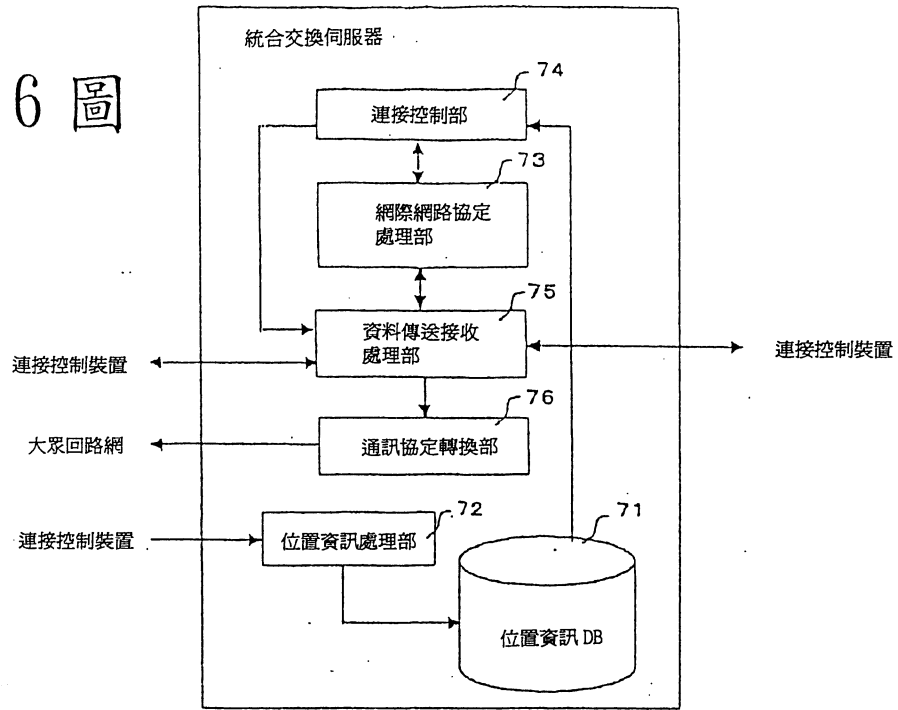 統合交換伺服器
6 圖
74
連接控制部
73
網際網路協定
處理部
75
資料傳送接收
處理部
連接控制裝置
連接控制裝置
76
大眾回路網
通訊協定轉換部
72
71
連接控制裝置
位置資訊處理部
位置資訊 DB